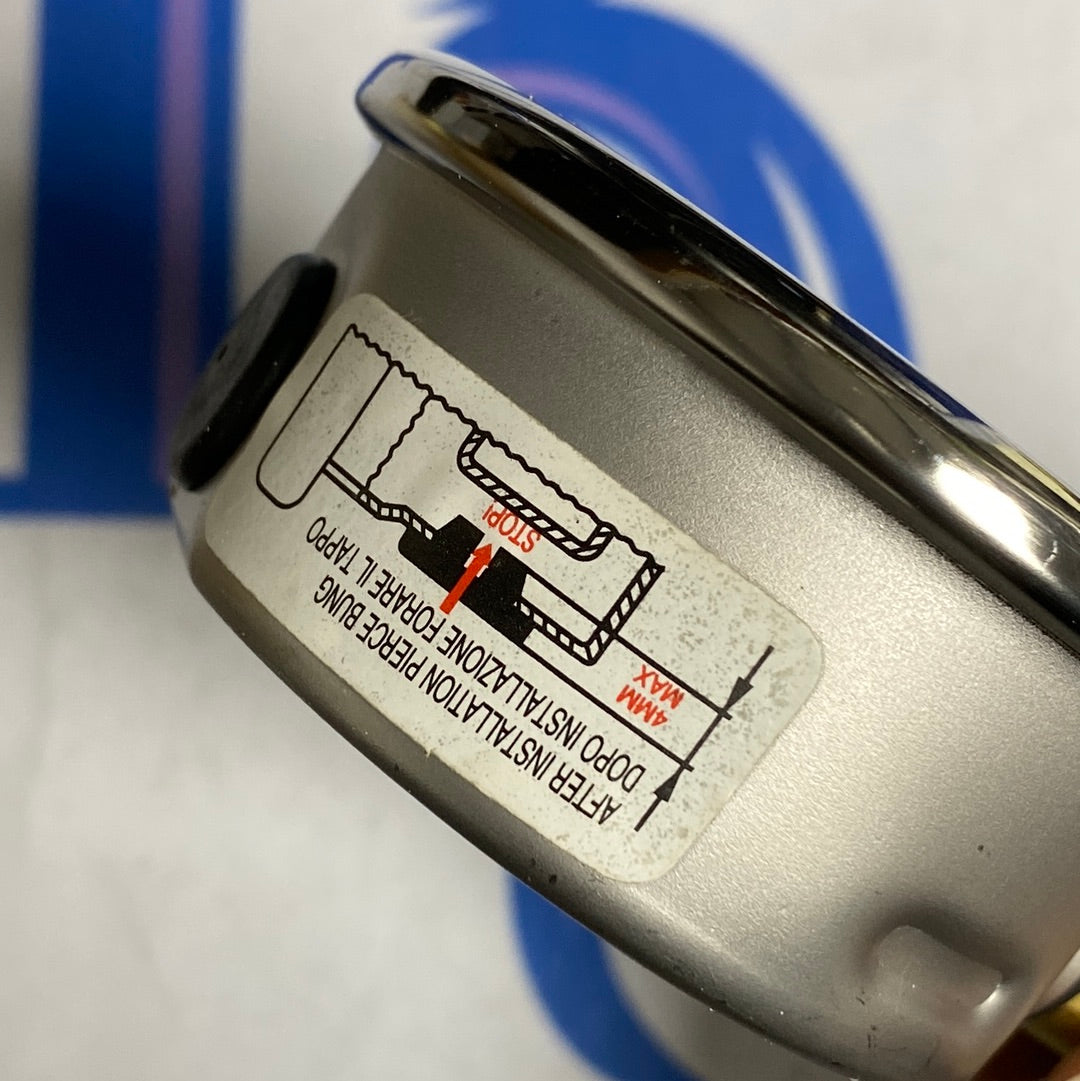 AFTER INSTALLATION PIERCE BUNG
DOPO INSTALLAZIONE FORARE IL TAPPO
4MM
MAX
STOP!